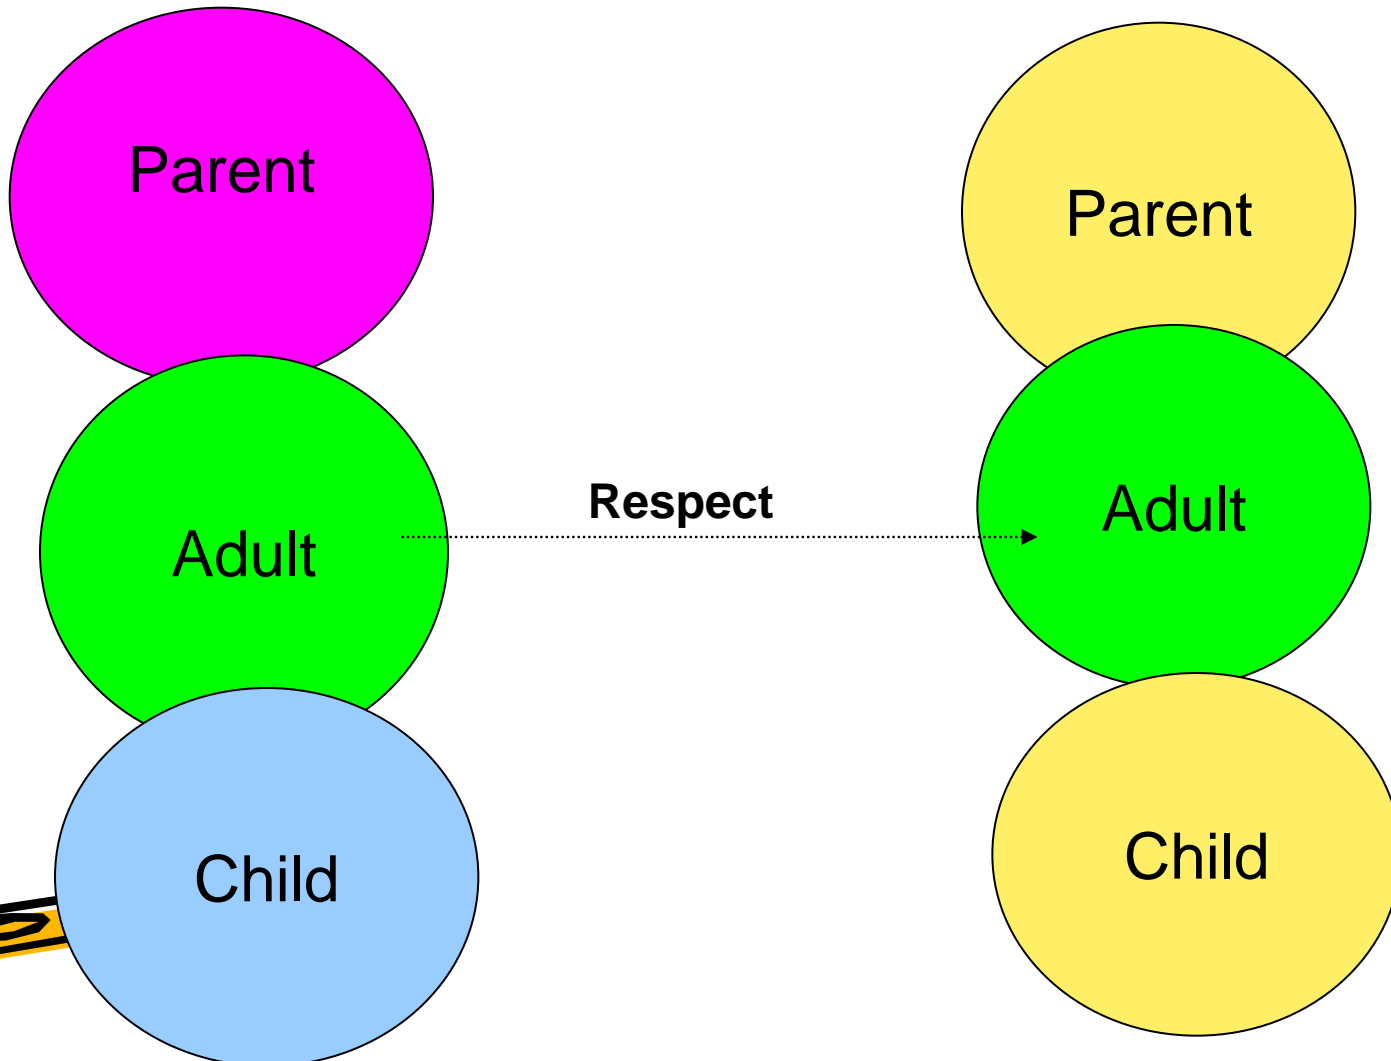 Parent
Parent
Respect
Adult
Adult
Child
Child